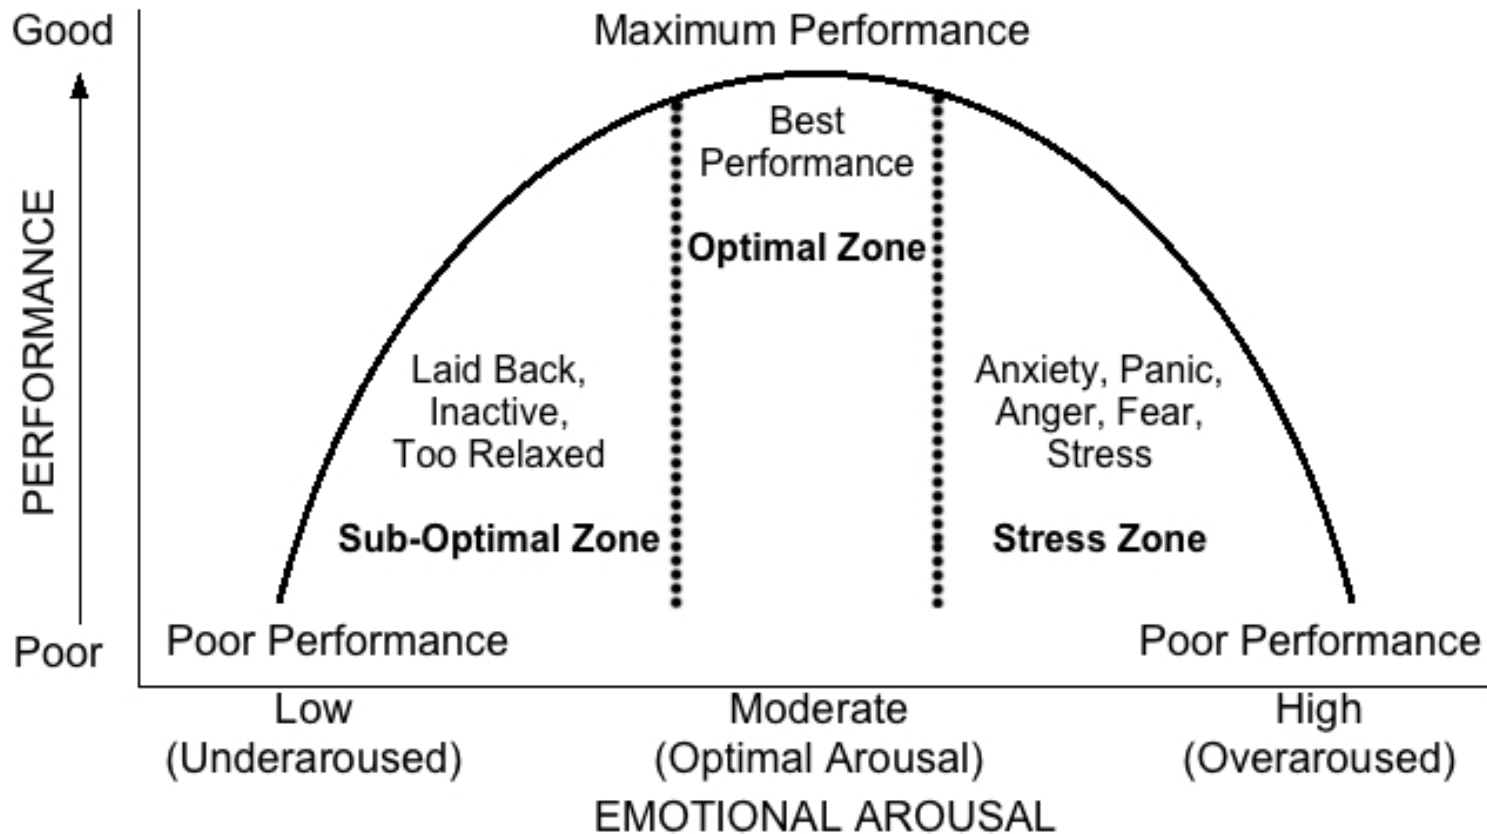 Good
Maximum Performance
Best
Performance
Optimal Zone
PERFORMANCE
Laid Back,
Inactive,
Too Relaxed
Sub-Optimal Zone
Anxiety, Panic,
Anger, Fear,
Stress
Stress Zone
Poor
Poor Performance
Poor Performance
Low
(Underaroused)
Moderate
(Optimal Arousal)
High
(Overaroused)
EMOTIONAL AROUSAL